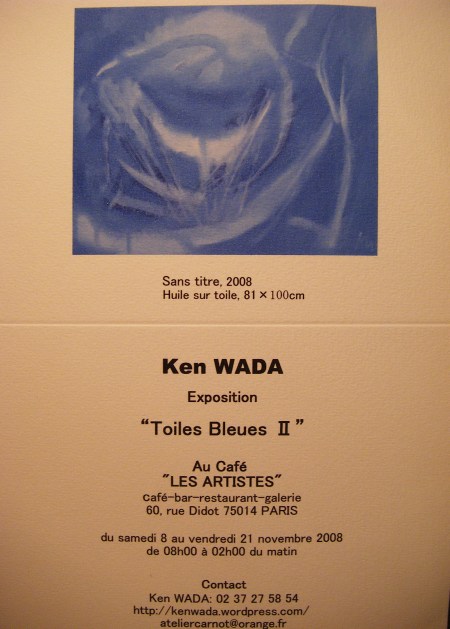 Sans titre, 2008
Huile sur toile, 81×100cm
Ken WADA
Exposition
“Toiles Bleues Ⅱ”
Au Café
"LES ARTISTES"
café-bar-restaurant-galerie
60, rue Didot 75014 PARIS
du samedi 8 au vendredi 21 novembre 2008
de 08h00 à 02h00 du matin
Contact
Ken WADA: 02 37 27 58 54
http://kenwada.wordpress.com/
ateliercarnot@orange.fr